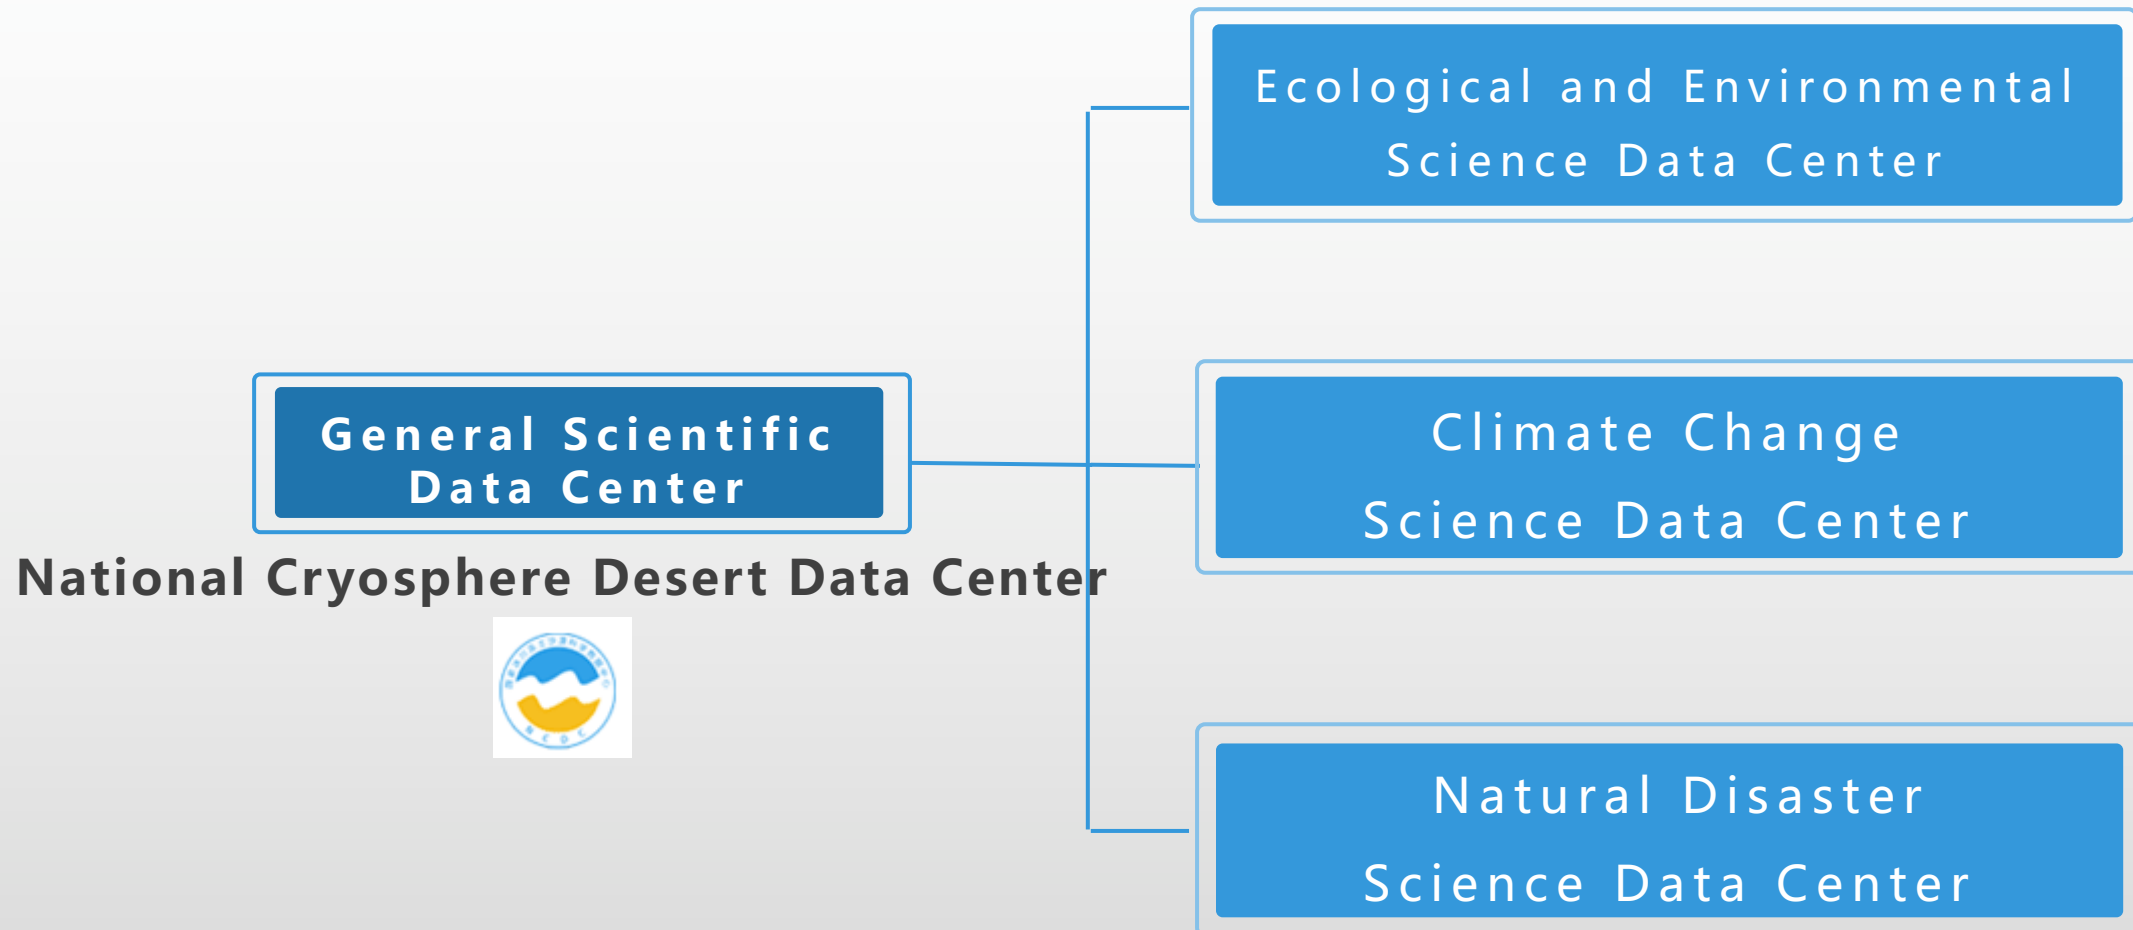 Ecological and Environmental
Science Data Center
General Scientific
Data Center
National Cryosphere Desert Data Center
NCDC
Climate Change
Science Data Center
Natural Disaster
Science Data Center